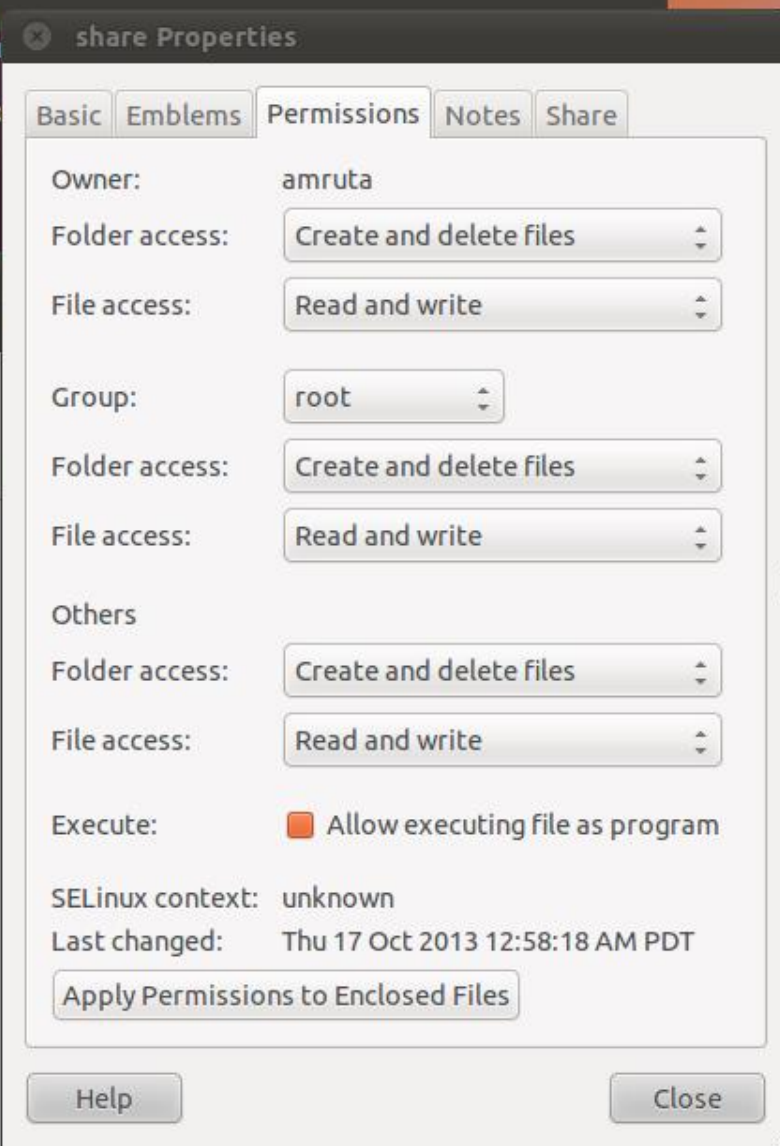 share Properties
Basic Emblems Permissions Notes Share
Owner: amruta
Folder access: Create and delete files
File access: Read and write
Group: root
Folder access: Create and delete files
File access: Read and write
Others
Folder access: Create and delete files
File access: Read and write
Execute: Allow executing file as program
SELinux context: unknown
Last changed: Thu 17 Oct 2013 12:58:18 AM PDT
Apply Permissions to Enclosed Files
Help Close